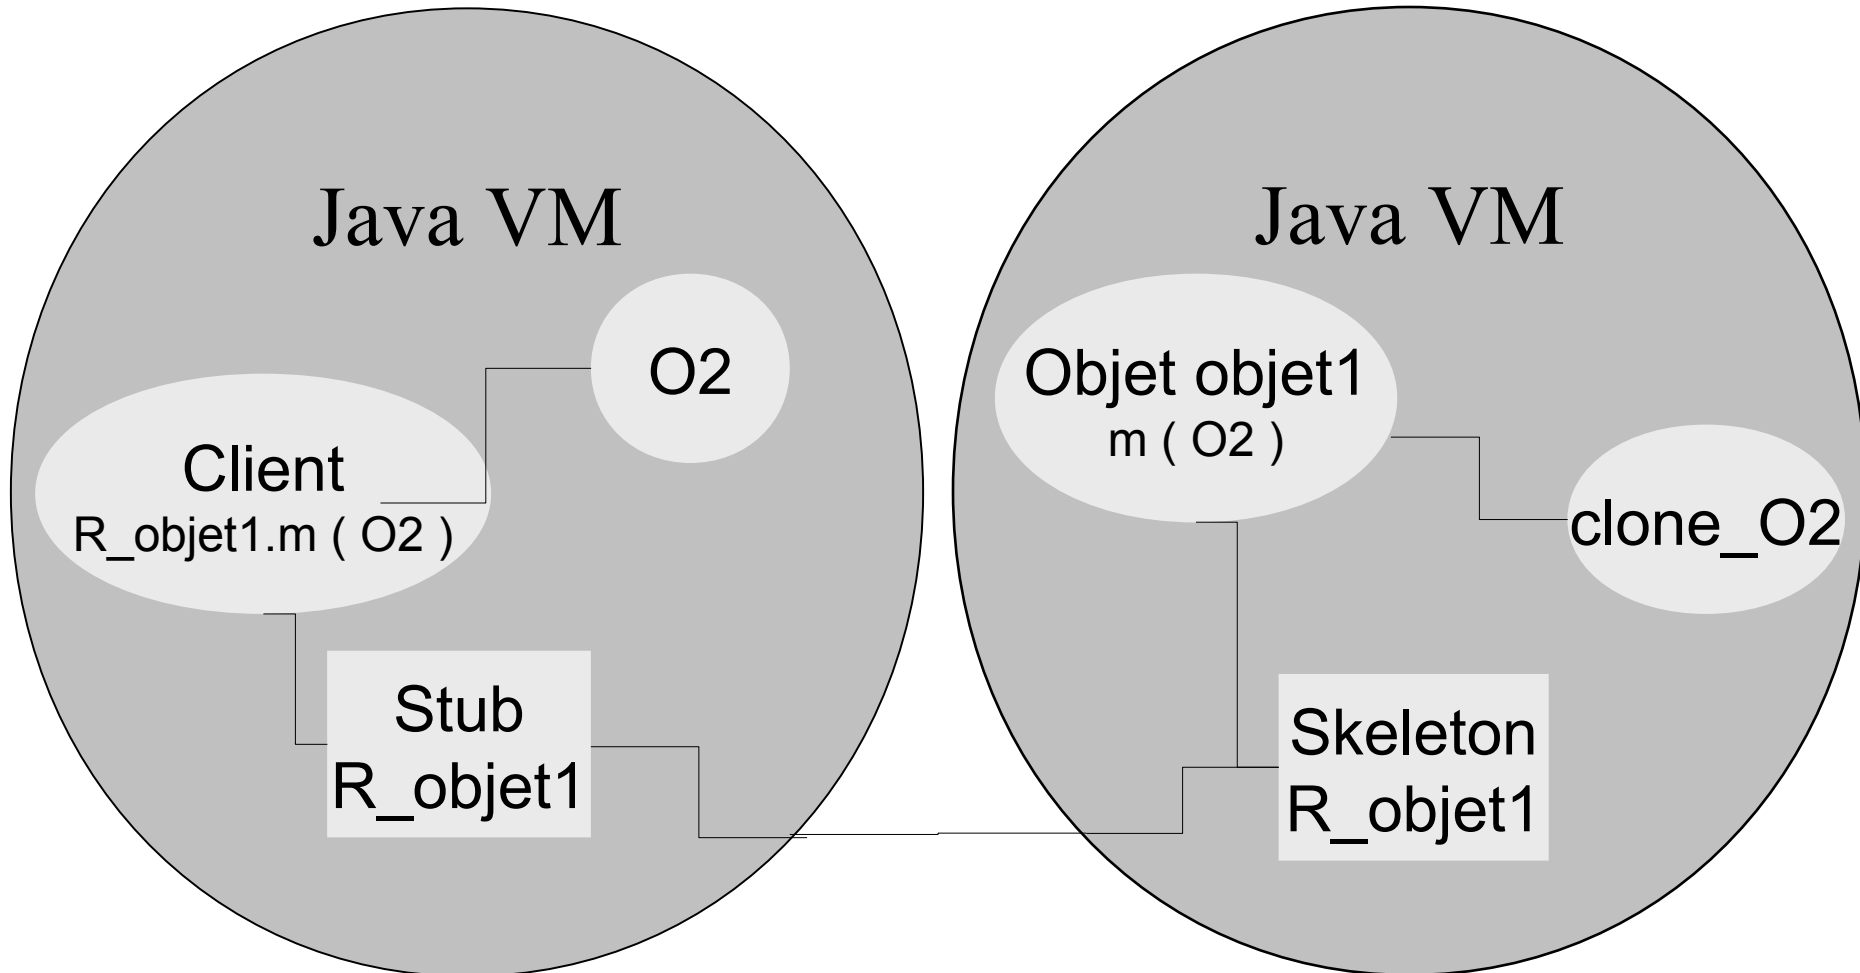 Java VM
O2
Client
R_objet1.m ( O2 )
Stub
R_objet1
Java VM
Objet objet1
m ( O2 )
clone_O2
Skeleton
R_objet1